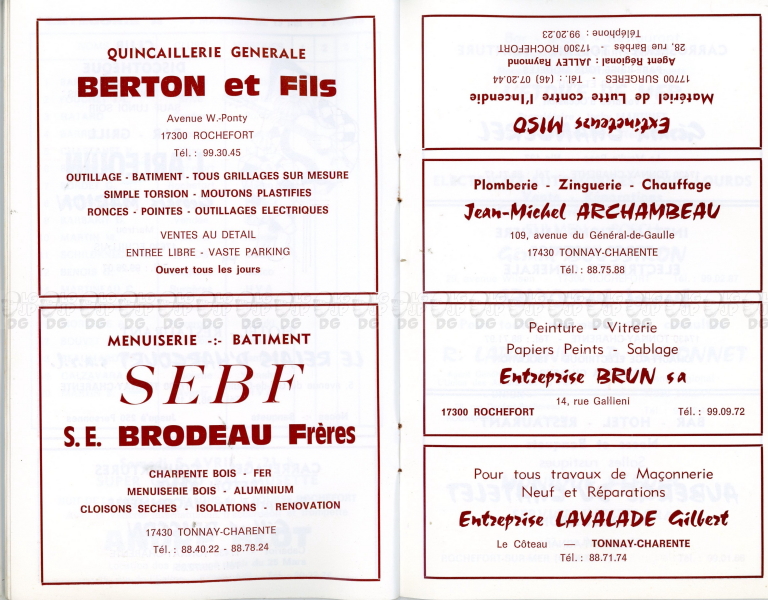 QUINCAILLERIE GENERALE
BERTON et Fils
Avenue W.-Ponty
17300 ROCHEFORT
Tél. : 99.30.45
OUTILLAGE - BATIMENT - TOUS GRILLAGES SUR MESURE
SIMPLE TORSION - MOUTONS PLASTIFIES
RONCES - POINTES - OUTILLAGES ELECTRIQUES
VENTES AU DETAIL
ENTREE LIBRE - VASTE PARKING
Ouvert tous les jours
MENUISERIE -:- BATIMENT
SEBF
S. E. BRODEAU Frères
CHARPENTE BOIS - FER
MENUISERIE BOIS - ALUMINIUM
CLOISONS SECHES - ISOLATIONS - RENOVATION
17430 TONNAY-CHARENTE
Tél. : 88.40.22 - 88.78.24
Extincteurs MISO
Matériel de Lutte contre l'Incendie
17700 SURGERES - Tél. : (46) 07.20.44
Agent Régional : JALLEY Raymond
28, rue Barbès - 17300 ROCHEFORT
Téléphone : 99.20.23
Plomberie - Zinguerie - Chauffage
Jean-Michel ARCHAMBEAU
109, avenue du Général-de-Gaulle
17430 TONNAY-CHARENTE
Tél. : 88.75.88
Peinture - Vitrerie
Papiers Peints - Sablage
Entreprise BRUN s a
14, rue Gallieni
17300 ROCHEFORT Tél. : 99.09.72
Pour tous travaux de Maçonnerie
Neuf et Réparations
Entreprise LAVALADE Gilbert
Le Côteau — TONNAY-CHARENTE
Tél. : 88.71.74